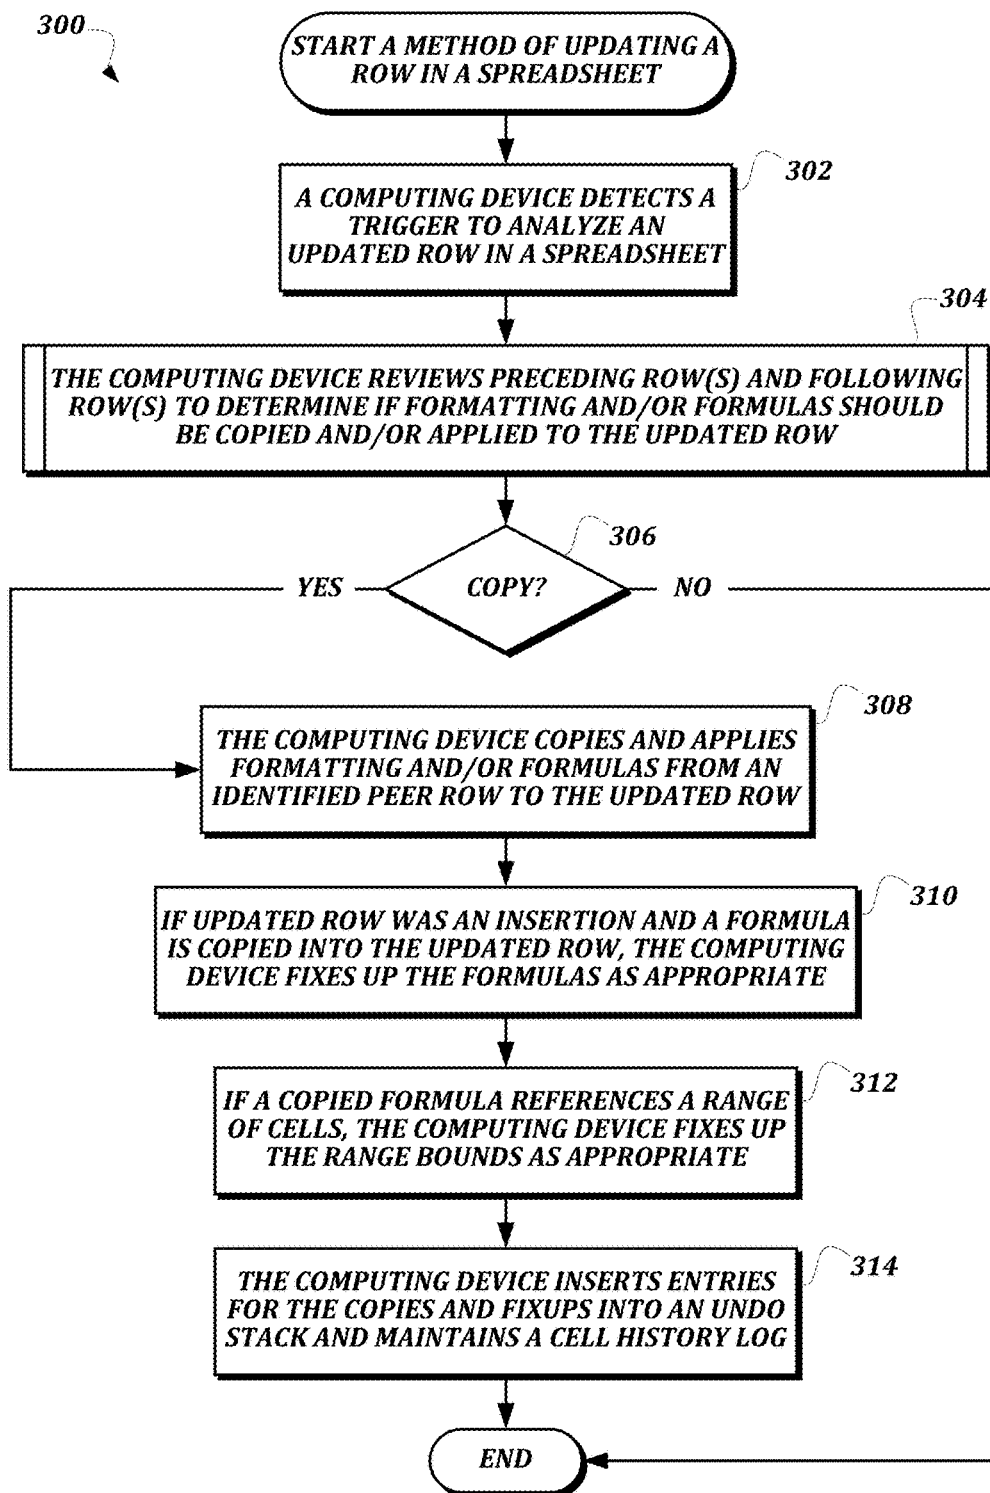 300
START A METHOD OF UPDATING A
ROW IN A SPREADSHEET
302
A COMPUTING DEVICE DETECTS A
TRIGGER TO ANALYZE AN
UPDATED ROW IN A SPREADSHEET
304
THE COMPUTING DEVICE REVIEWS PRECEDING ROW(S) AND FOLLOWING
ROW(S) TO DETERMINE IF FORMATTING AND/OR FORMULAS SHOULD
BE COPIED AND/OR APPLIED TO THE UPDATED ROW
306
YES
COPY?
NO
308
THE COMPUTING DEVICE COPIES AND APPLIES
FORMATTING AND/OR FORMULAS FROM AN
IDENTIFIED PEER ROW TO THE UPDATED ROW
310
IF UPDATED ROW WAS AN INSERTION AND A FORMULA
IS COPIED INTO THE UPDATED ROW, THE COMPUTING
DEVICE FIXES UP THE FORMULAS AS APPROPRIATE
312
IF A COPIED FORMULA REFERENCES A RANGE
OF CELLS, THE COMPUTING DEVICE FIXES UP
THE RANGE BOUNDS AS APPROPRIATE
314
THE COMPUTING DEVICE INSERTS ENTRIES
FOR THE COPIES AND FIXUPS INTO AN UNDO
STACK AND MAINTAINS A CELL HISTORY LOG
END